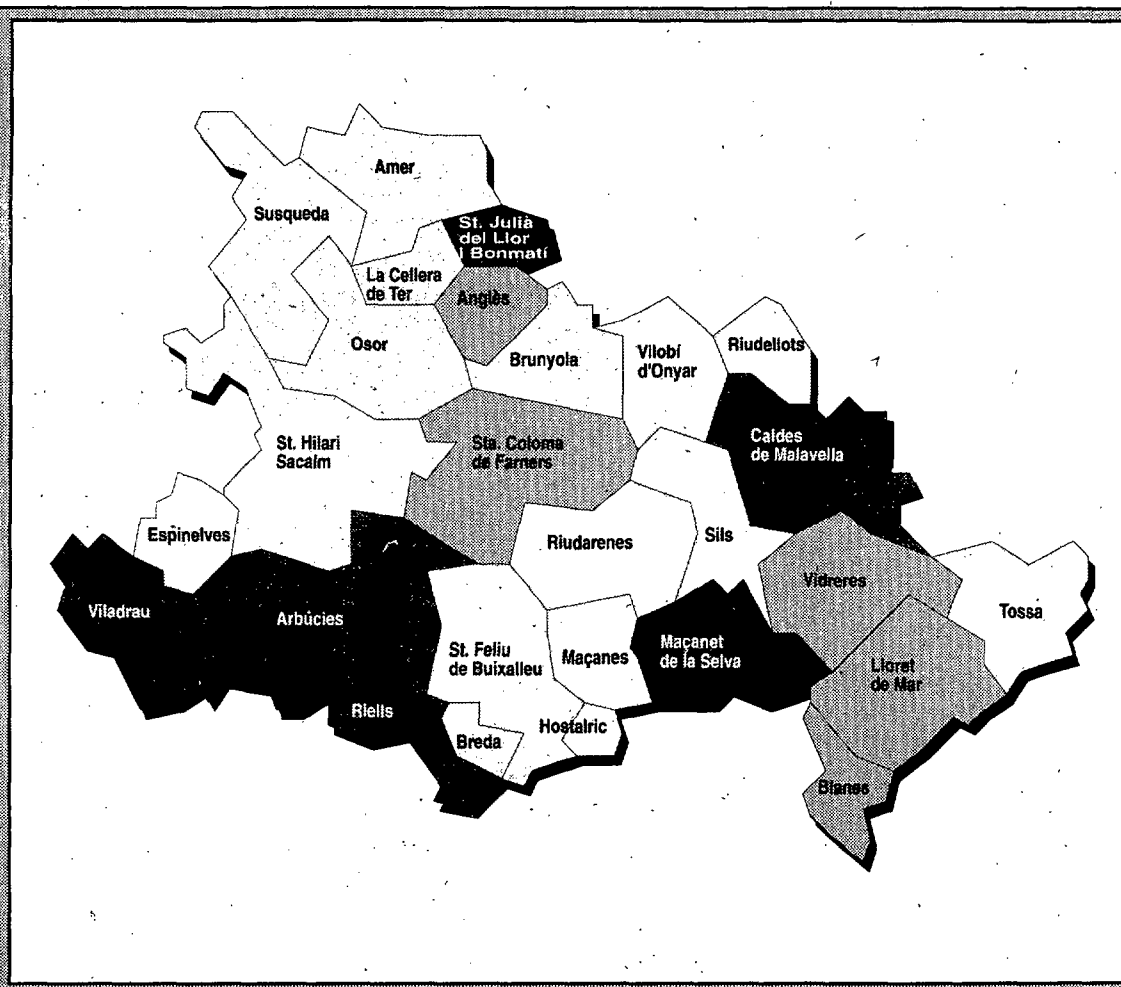 Amer
Susqueda
St. Julià
del Llor
i Bonmatí
La Cellera
de Ter
Anglès
Osor
Brunyola
Vilobí
d'Onyar
Riudellots
St. Hilari
Sacalm
Sta. Coloma
de Farners
Caldes
de Malavella
Espinelves
Riudarenes
Sils
Viladrau
Arbúcies
Vidreres
Tossa
St. Feliu
de Buixalleu
Maçanes
Maçanet
de la Selva
Lloret
de Mar
Riells
Breda
Hostalric
Blanes